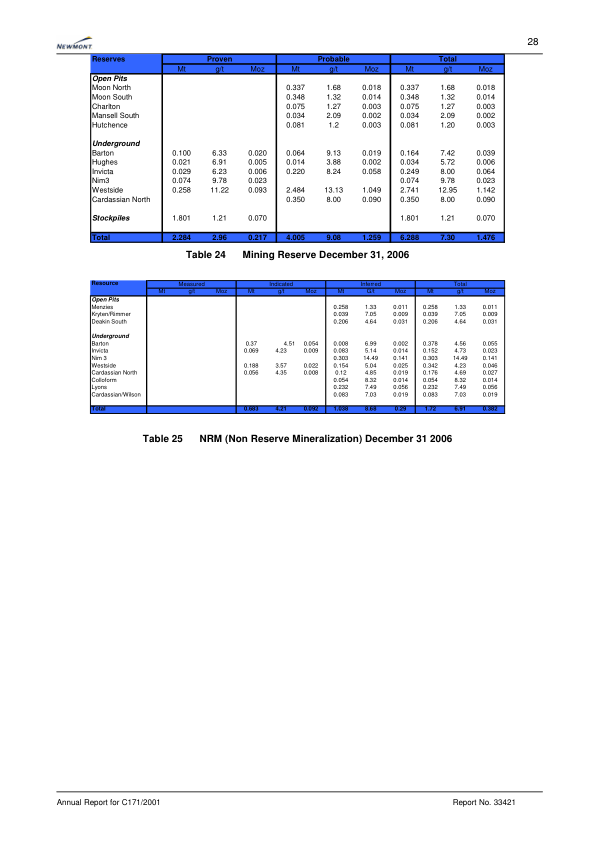 NEWMONT
28
Reserves Proven Probable Total
Mt g/t Moz Mt g/t Moz Mt g/t Moz
Open Pits
Moon North 0.337 1.68 0.018 0.337 1.68 0.018
Moon South 0.348 1.32 0.014 0.348 1.32 0.014
Charlton 0.075 1.27 0.003 0.075 1.27 0.003
Mansell South 0.034 2.09 0.002 0.034 2.09 0.002
Hutchence 0.081 1.2 0.003 0.081 1.20 0.003
Underground
Barton 0.100 6.33 0.020 0.064 9.13 0.019 0.164 7.42 0.039
Hughes 0.021 6.91 0.005 0.014 3.88 0.002 0.034 5.72 0.006
Invicta 0.029 6.23 0.006 0.220 8.24 0.058 0.249 8.00 0.064
Nim3 0.074 9.78 0.023 0.074 9.78 0.023
Westside 0.258 11.22 0.093 2.484 13.13 1.049 2.741 12.95 1.142
Cardassian North 0.350 8.00 0.090 0.350 8.00 0.090
Stockpiles 1.801 1.21 0.070 1.801 1.21 0.070
Total 2.284 2.96 0.217 4.005 9.08 1.259 6.288 7.30 1.476
Table 24 Mining Reserve December 31, 2006
Resource Measured Indicated Inferred Total
Mt g/t Moz Mt g/t Moz Mt G/t Moz Mt g/t Moz
Open Pits
Menzies 0.258 1.33 0.011 0.258 1.33 0.011
Kryten/Rimmer 0.039 7.05 0.009 0.039 7.05 0.009
Deakin South 0.206 4.64 0.031 0.206 4.64 0.031
Underground
Barton 0.37 4.51 0.054 0.008 6.99 0.002 0.378 4.56 0.055
Invicta 0.069 4.23 0.009 0.083 5.14 0.014 0.152 4.73 0.023
Nim 3 0.303 14.49 0.141 0.303 14.49 0.141
Westside 0.188 3.57 0.022 0.154 5.04 0.025 0.342 4.23 0.046
Cardassian North 0.056 4.35 0.008 0.12 4.85 0.019 0.176 4.69 0.027
Colloform 0.054 8.32 0.014 0.054 8.32 0.014
Lyons 0.232 7.49 0.056 0.232 7.49 0.056
Cardassian/Wilson 0.083 7.03 0.019 0.083 7.03 0.019
Total 0.683 4.21 0.092 1.038 8.69 0.29 1.72 6.91 0.382
Table 25 NRM (Non Reserve Mineralization) December 31 2006
Annual Report for C171/2001 Report No. 33421